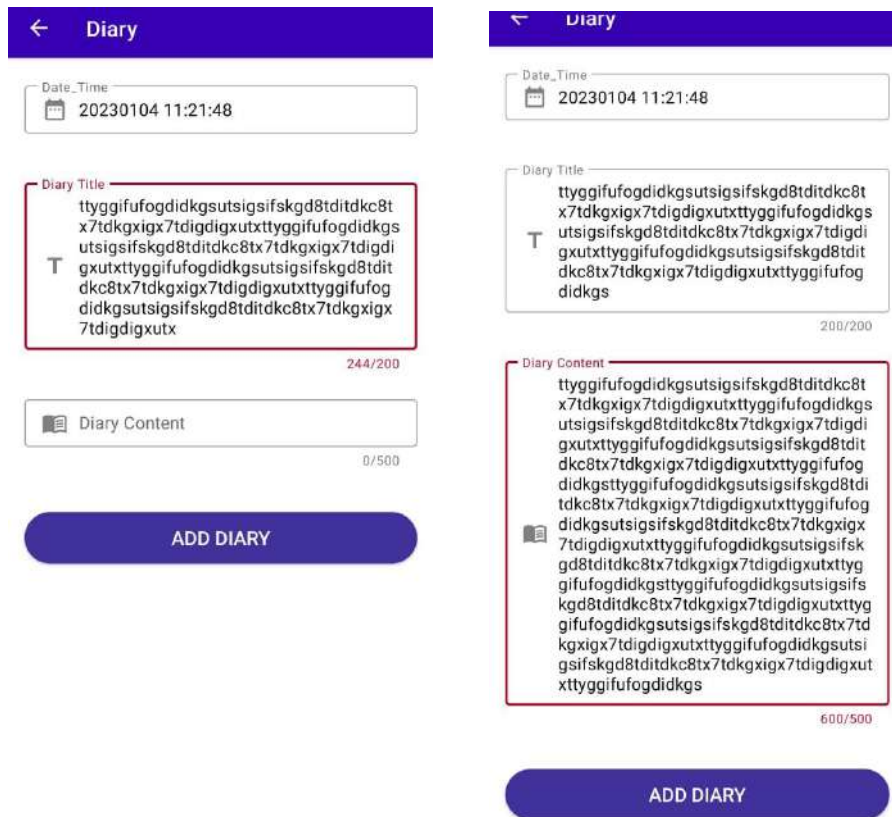 Diary
Date_Time
20230104 11:21:48
Diary Title
ttyggifufogdidkgsutsigsifskgd8tditdkc8t
x7tdkgxigx7tdigdigxutxttyggifufogdidkgs
utsigsifskgd8tditdkc8tx7tdkgxigx7tdigdi
gxutxttyggifufogdidkgsutsigsifskgd8tdit
dkc8tx7tdkgxigx7tdigdigxutxttyggifufog
didkgsutsigsifskgd8tditdkc8tx7tdkgxigx
7tdigdigxutx
244/200
Diary Content
0/500
ADD DIARY
Diary
Date_Time
20230104 11:21:48
Diary Title
ttyggifufogdidkgsutsigsifskgd8tditdkc8t
x7tdkgxigx7tdigdigxutxttyggifufogdidkgs
utsigsifskgd8tditdkc8tx7tdkgxigx7tdigdi
gxutxttyggifufogdidkgsutsigsifskgd8tdit
dkc8tx7tdkgxigx7tdigdigxutxttyggifufog
didkgs
200/200
Diary Content
ttyggifufogdidkgsutsigsifskgd8tditdkc8t
x7tdkgxigx7tdigdigxutxttyggifufogdidkgs
utsigsifskgd8tditdkc8tx7tdkgxigx7tdigdi
gxutxttyggifufogdidkgsutsigsifskgd8tdit
dkc8tx7tdkgxigx7tdigdigxutxttyggifufog
didkgsttyggifufogdidkgsutsigsifskgd8tdi
tdkc8tx7tdkgxigx7tdigdigxutxttyggifufog
didkgsutsigsifskgd8tditdkc8tx7tdkgxigx
7tdigdigxutxttyggifufogdidkgsutsigsifsk
gd8tditdkc8tx7tdkgxigx7tdigdigxutxttyg
gifufogdidkgsttyggifufogdidkgsutsigsifs
kgd8tditdkc8tx7tdkgxigx7tdigdigxutxttyg
gifufogdidkgsutsigsifskgd8tditdkc8tx7td
kgxigx7tdigdigxutxttyggifufogdidkgsutsi
gsifskgd8tditdkc8tx7tdkgxigx7tdigdigxut
xttyggifufogdidkgs
600/500
ADD DIARY